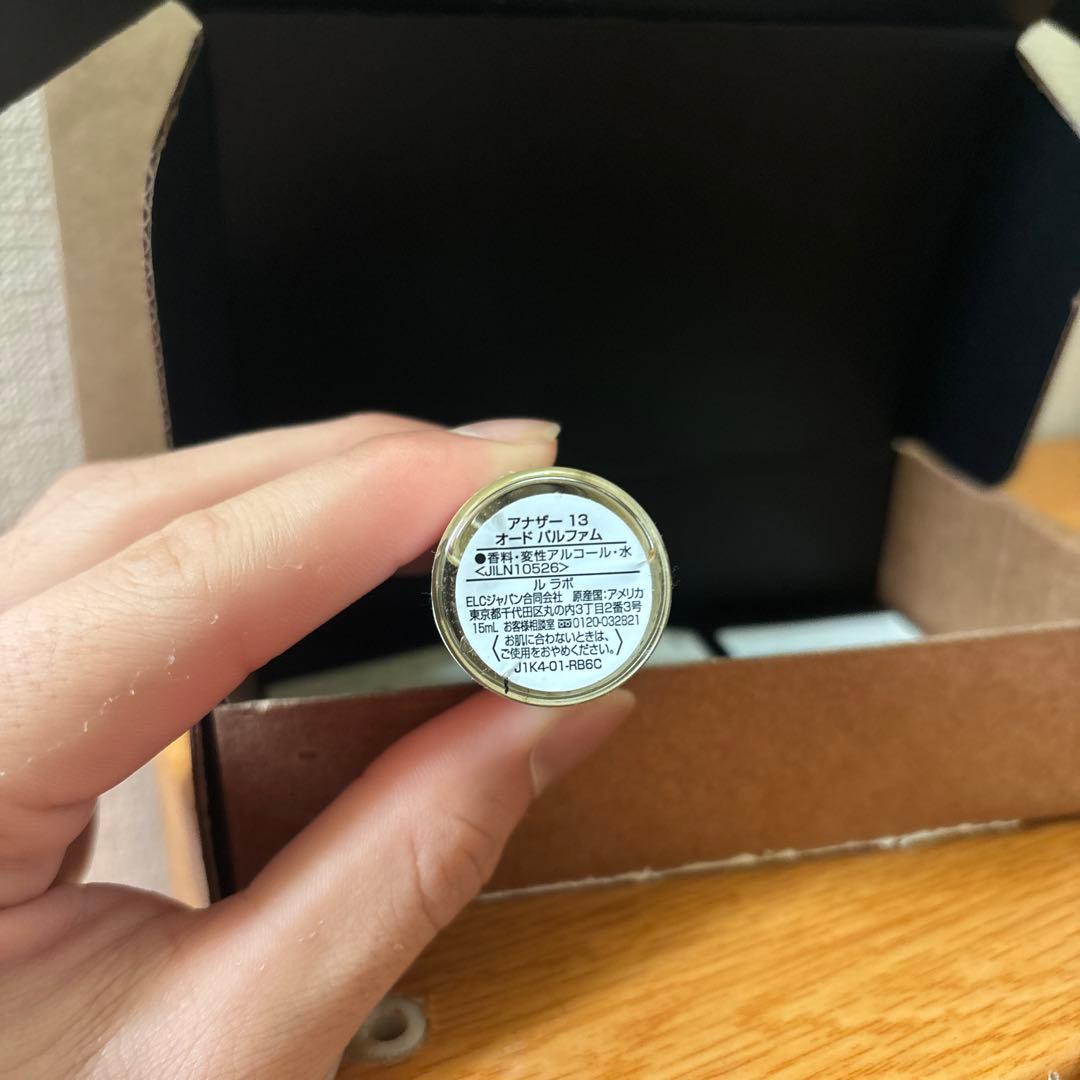 アナザー 13
オード パルファム
●香料・変性アルコール・水
<JILN10526>
ル ラボ
ELCジャパン合同会社 原産国:アメリカ
東京都千代田区丸の内3丁目2番3号
15mL お客様相談室 0120-032821
〈お肌に合わないときは、
ご使用をおやめください。〉
J1K4-01-RB6C